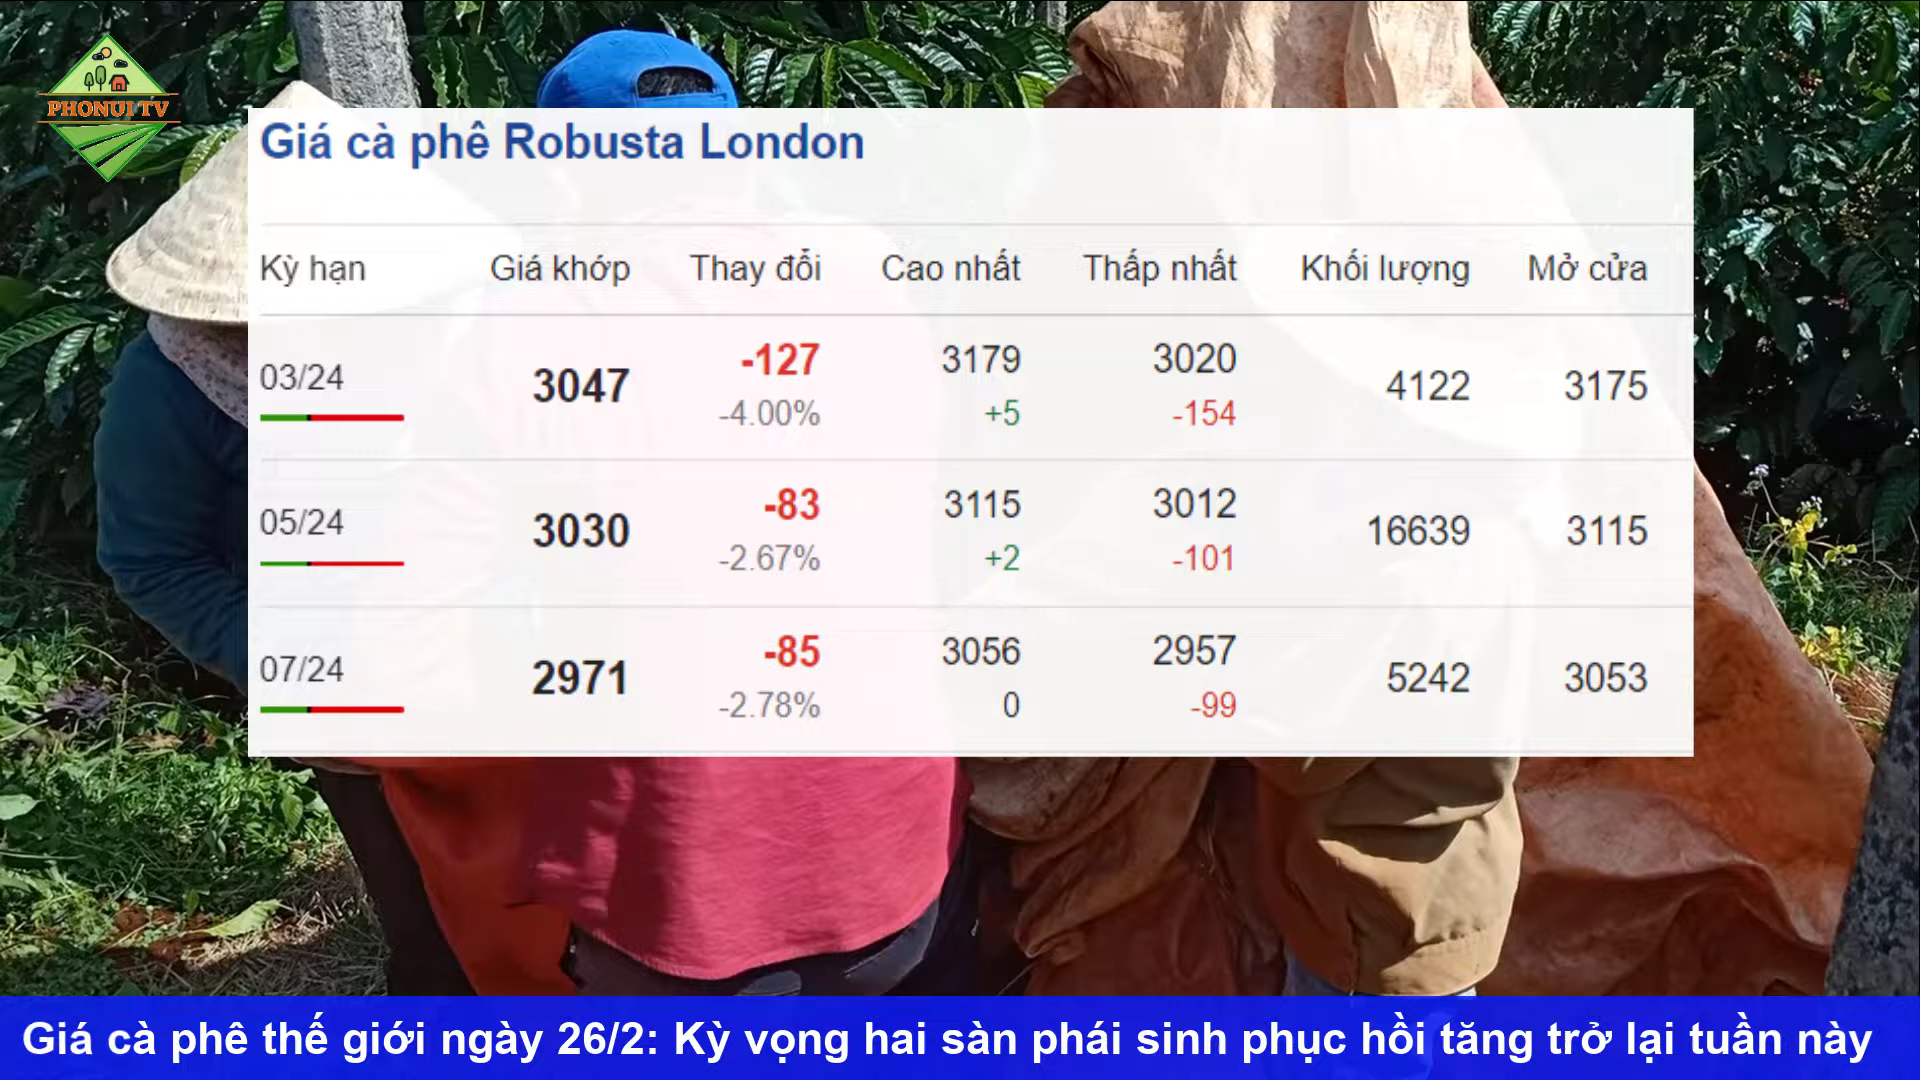 PHONUI TV
Giá cà phê Robusta London
Kỳ hạn Giá khớp Thay đổi Cao nhất Thấp nhất Khối lượng Mở cửa
03/24 3047 -127 3179 3020 4122 3175
-4.00% +5 -154
05/24 3030 -83 3115 3012 16639 3115
-2.67% +2 -101
07/24 2971 -85 3056 2957 5242 3053
-2.78% 0 -99
Giá cà phê thế giới ngày 26/2: Kỳ vọng hai sàn phái sinh phục hồi tăng trở lại tuần này